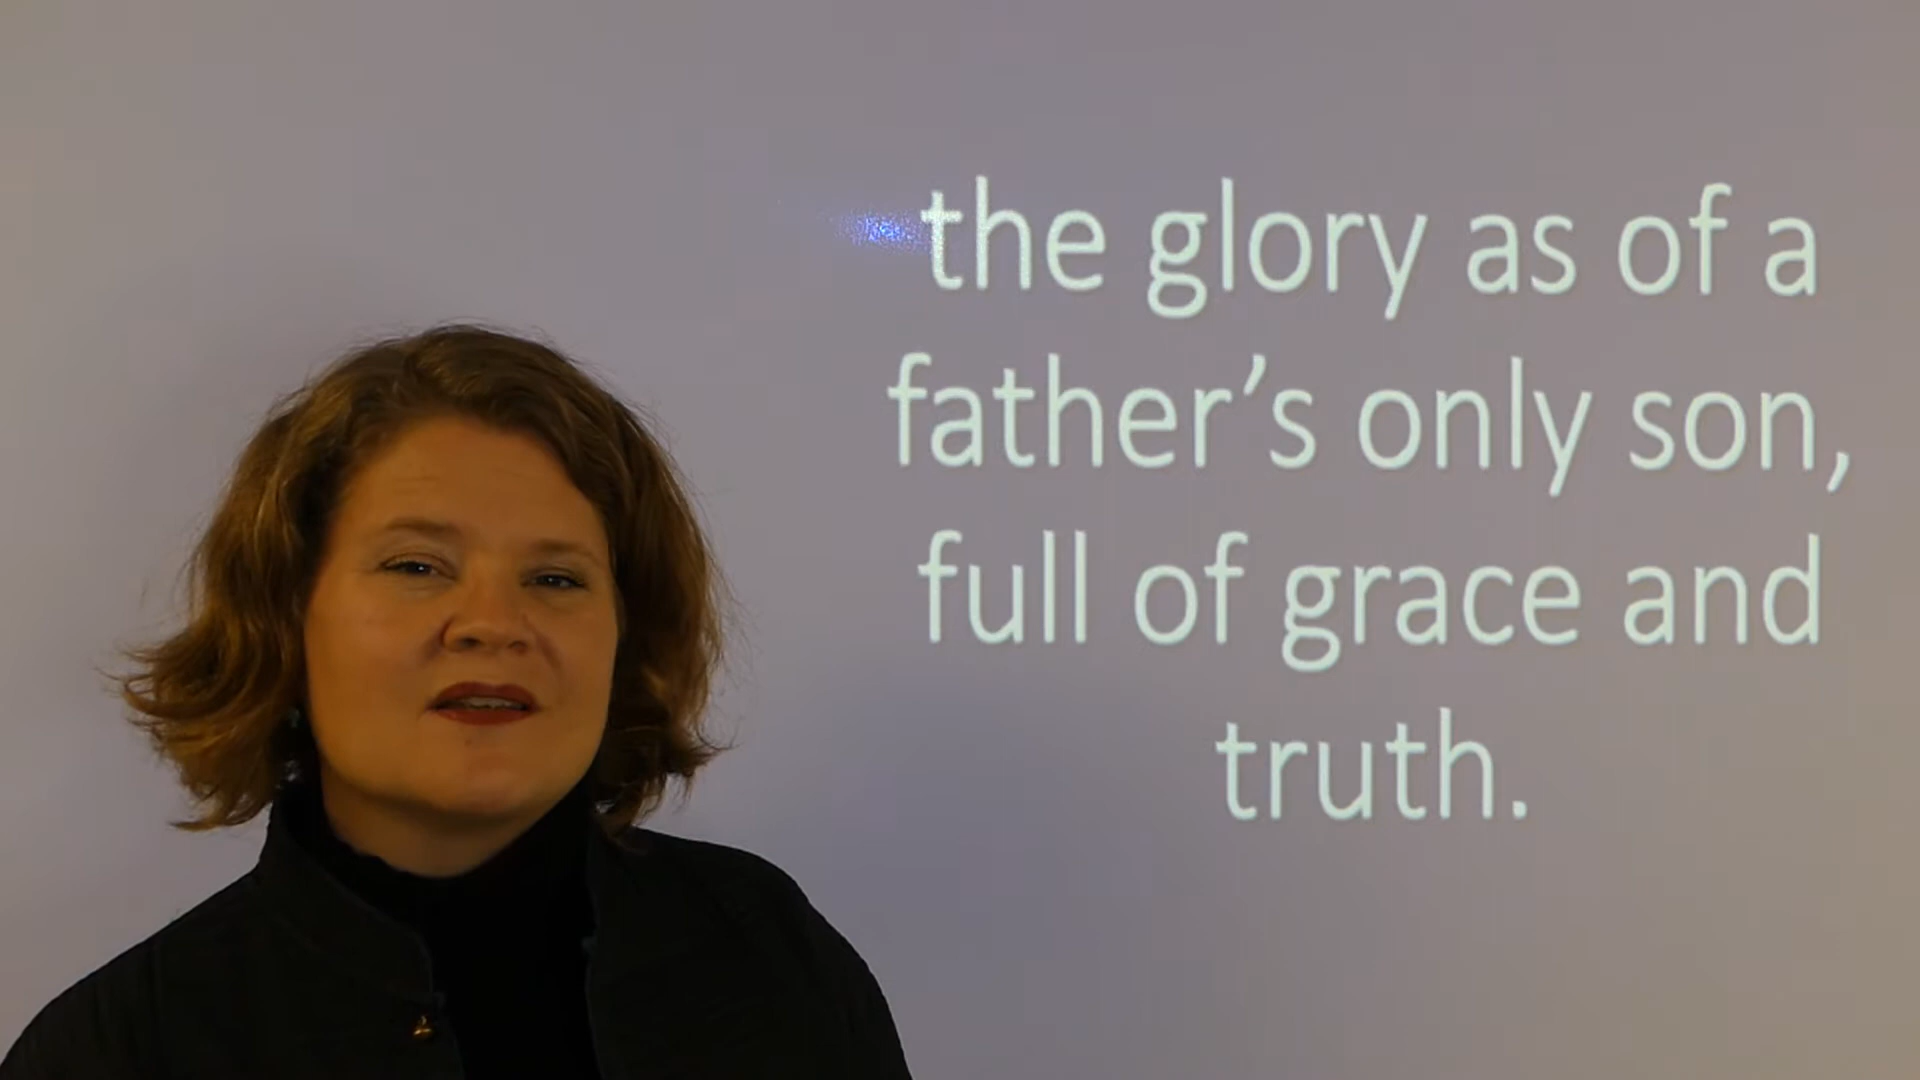 the glory as of a
father’s only son,
full of grace and
truth.